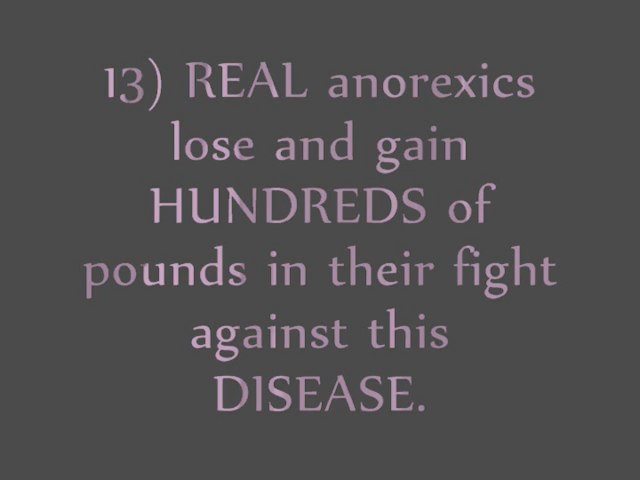 13) REAL anorexics
lose and gain
HUNDREDS of
pounds in their fight
against this
DISEASE.